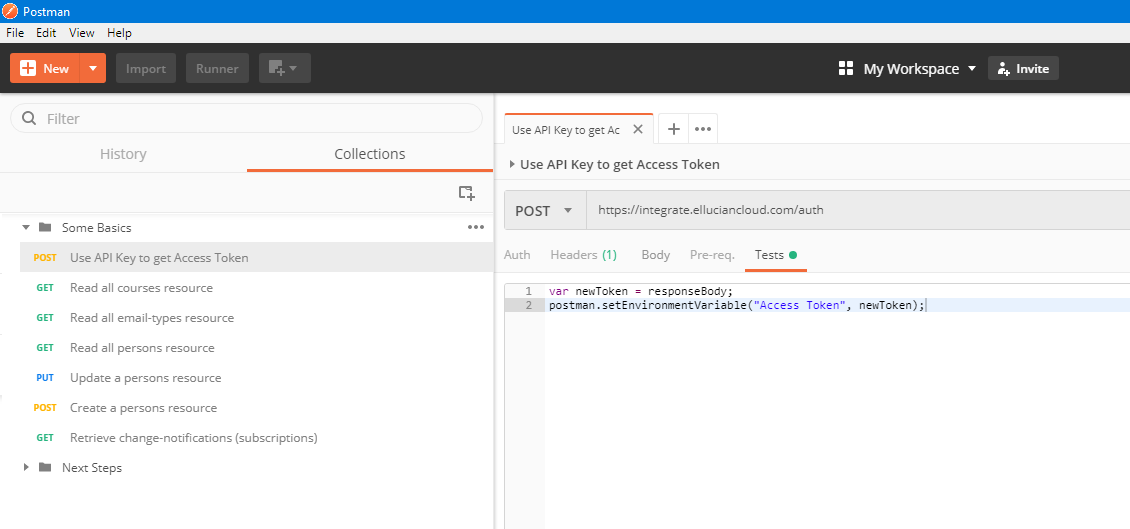 Postman
File Edit View Help
New Import Runner My Workspace Invite
Filter
History Collections
Some Basics
POST Use API Key to get Access Token
GET Read all courses resource
GET Read all email-types resource
GET Read all persons resource
PUT Update a persons resource
POST Create a persons resource
GET Retrieve change-notifications (subscriptions)
Next Steps
Use API Key to get Ac
Use API Key to get Access Token
POST https://integrate.elluciancloud.com/auth
Auth Headers (1) Body Pre-req. Tests
1 var newToken = responseBody;
2 postman.setEnvironmentVariable("Access Token", newToken);